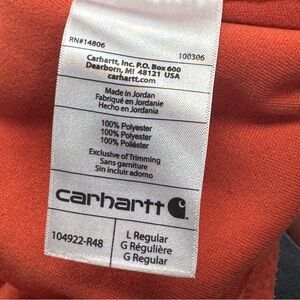 RN#14806 100306
Carhartt, Inc. P.O. Box 600
Dearborn, MI 48121 USA
carhartt.com
Made in Jordan
Fabriqué en Jordanie
Hecho en Jordania
100% Polyester
100% Polyester
100% Poliéster
Exclusive of Trimming
Sans garniture
Sin incluir adorno
carhartt
104922-R48
L Regular
G Régulière
G Regular